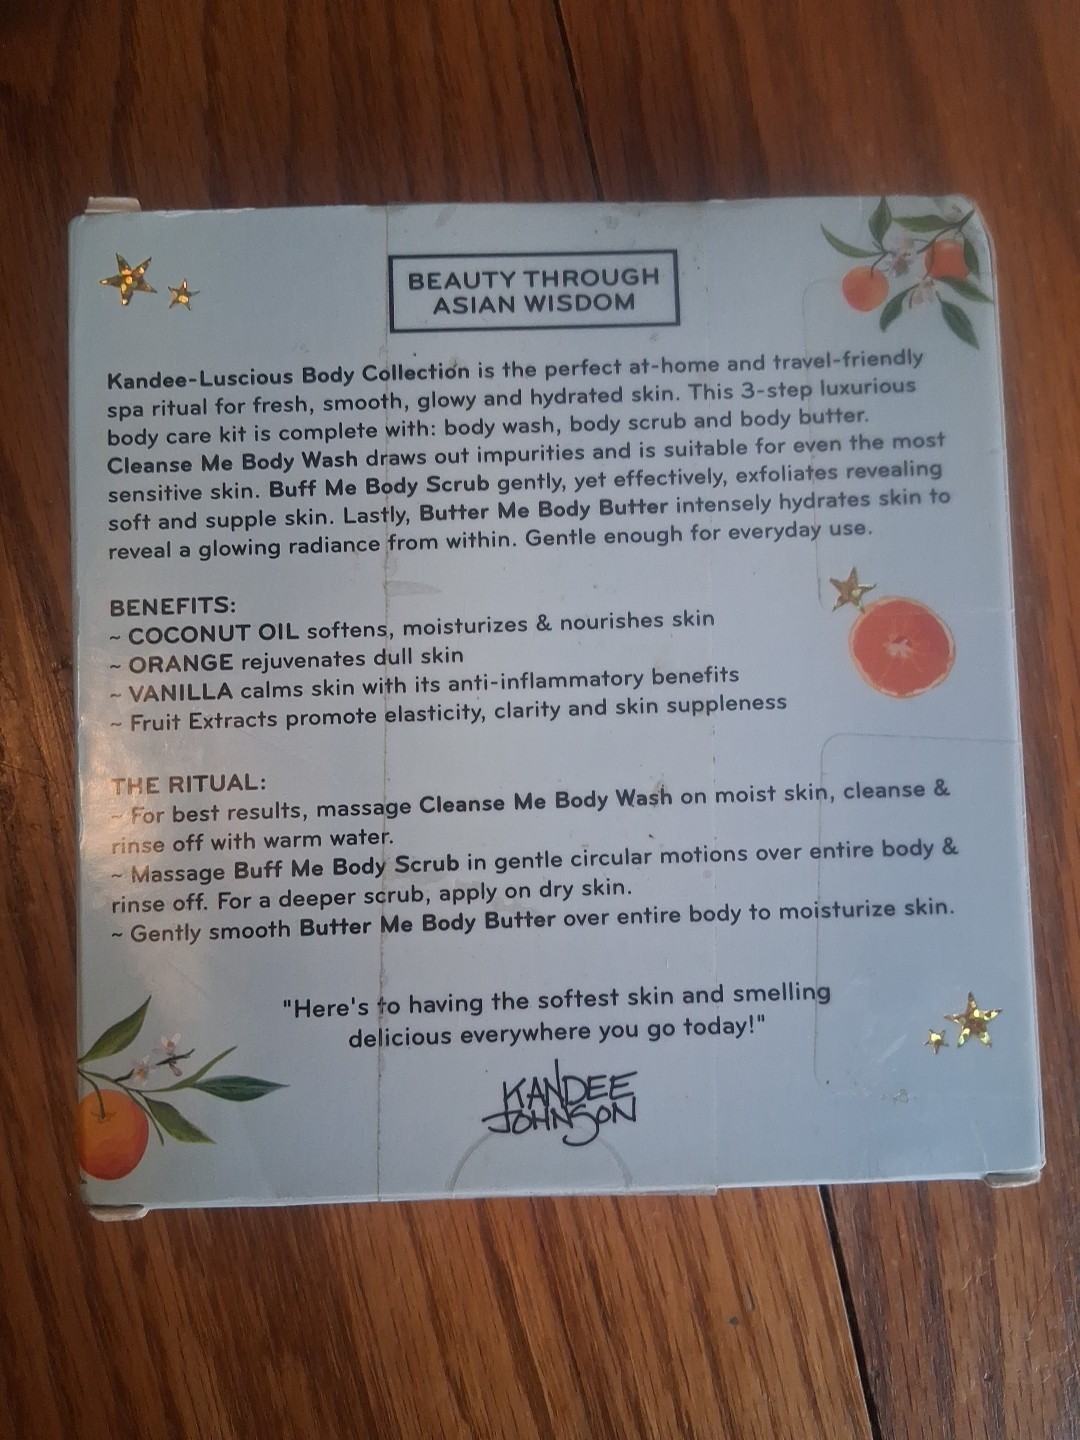 BEAUTY THROUGH
ASIAN WISDOM
Kandee-Luscious Body Collection is the perfect at-home and travel-friendly
spa ritual for fresh, smooth, glowy and hydrated skin. This 3-step luxurious
body care kit is complete with: body wash, body scrub and body butter.
Cleanse Me Body Wash draws out impurities and is suitable for even the most
sensitive skin. Buff Me Body Scrub gently, yet effectively, exfoliates revealing
soft and supple skin. Lastly, Butter Me Body Butter intensely hydrates skin to
reveal a glowing radiance from within. Gentle enough for everyday use.
BENEFITS:
~ COCONUT OIL softens, moisturizes & nourishes skin
~ ORANGE rejuvenates dull skin
~ VANILLA calms skin with its anti-inflammatory benefits
~ Fruit Extracts promote elasticity, clarity and skin suppleness
THE RITUAL:
~ For best results, massage Cleanse Me Body Wash on moist skin, cleanse &
rinse off with warm water.
~ Massage Buff Me Body Scrub in gentle circular motions over entire body &
rinse off. For a deeper scrub, apply on dry skin.
~ Gently smooth Butter Me Body Butter over entire body to moisturize skin.
"Here's to having the softest skin and smelling
delicious everywhere you go today!"
KANDEE
JOHNSON